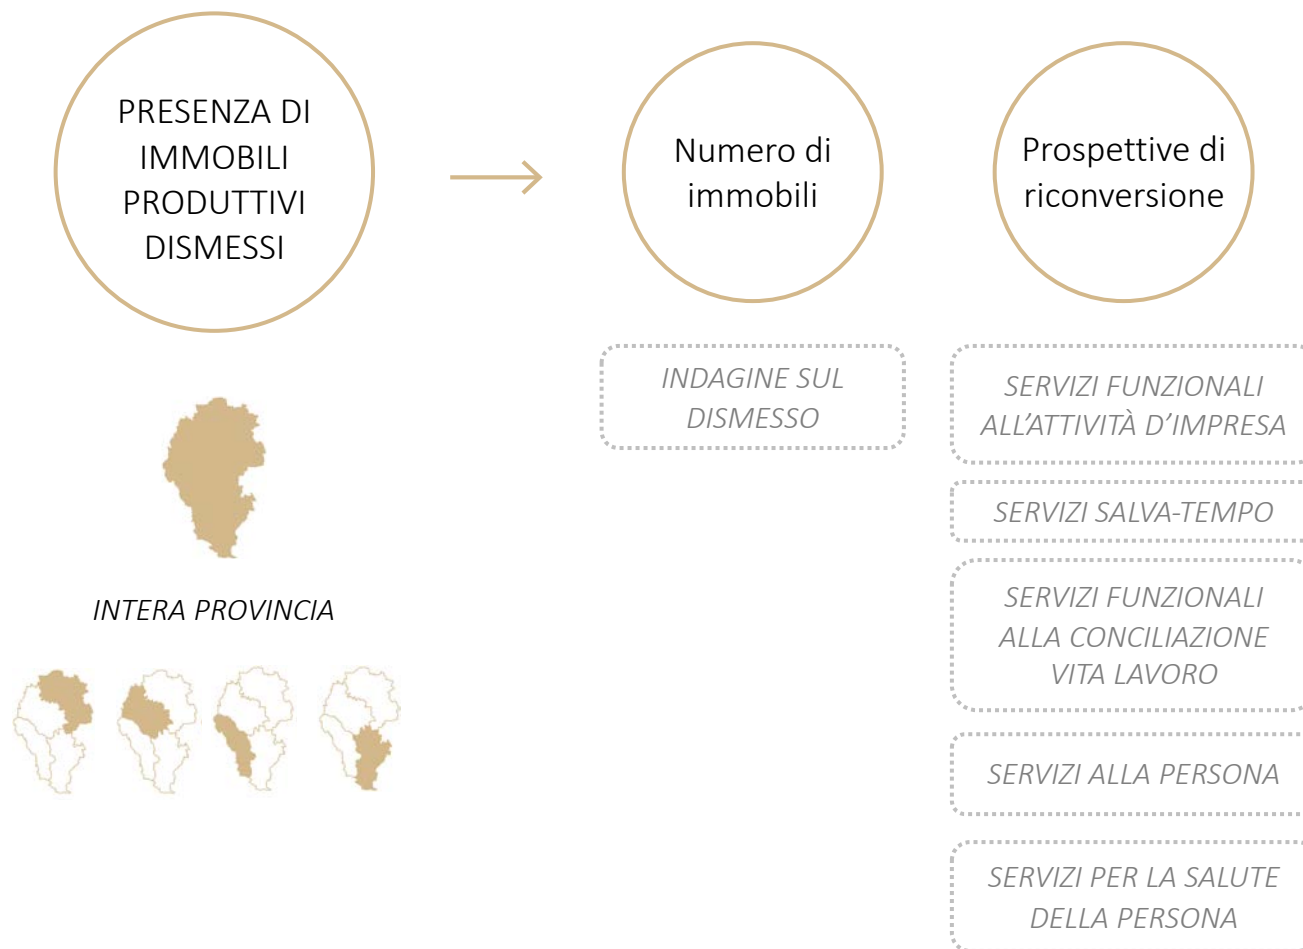 PRESENZA DI
IMMOBILI
PRODUTTIVI
DISMESSI
INTERA PROVINCIA
Numero di
immobili
INDAGINE SUL
DISMESSO
Prospettive di
riconversione
SERVIZI FUNZIONALI
ALL’ATTIVITÀ D’IMPRESA
SERVIZI SALVA-TEMPO
SERVIZI FUNZIONALI
ALLA CONCILIAZIONE
VITA LAVORO
SERVIZI ALLA PERSONA
SERVIZI PER LA SALUTE
DELLA PERSONA